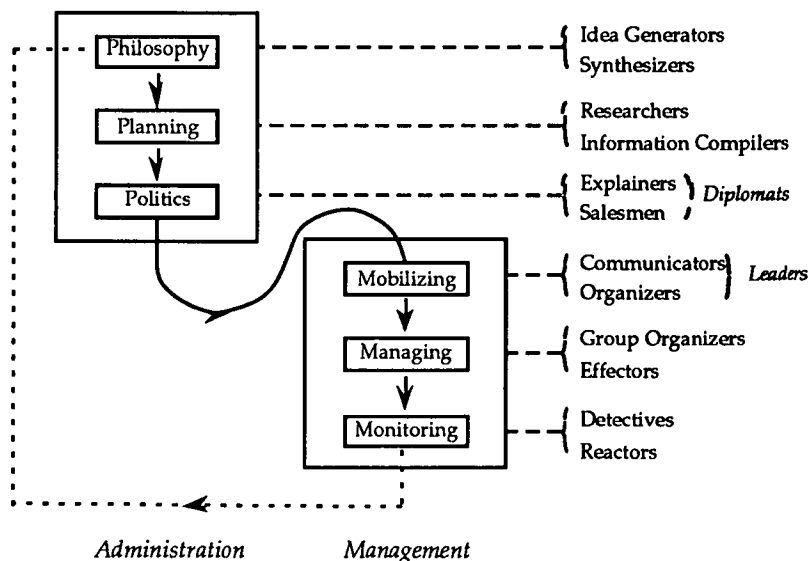 Philosophy
Idea Generators
Synthesizers
Planning
Researchers
Information Compilers
Politics
Explainers
Salesmen
Diplomats
Mobilizing
Communicators
Organizers
Leaders
Managing
Group Organizers
Effectors
Monitoring
Detectives
Reactors
Administration
Management